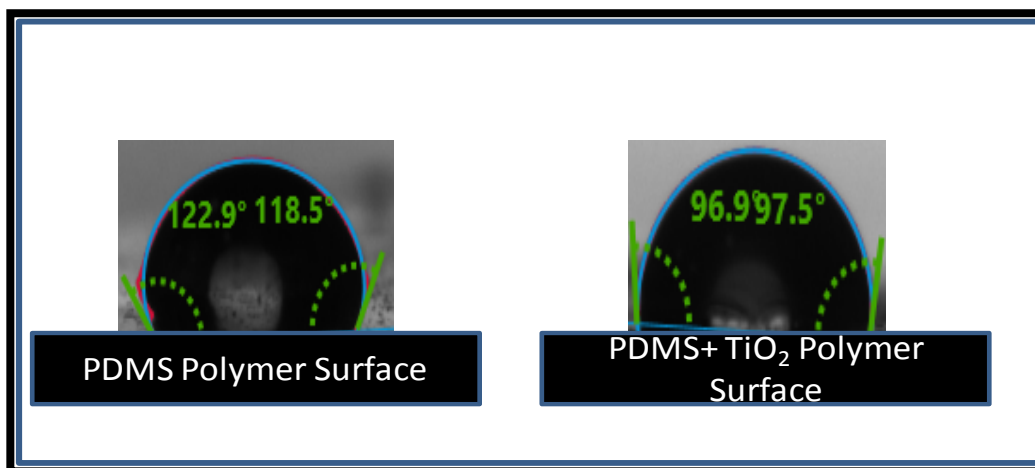 122.9° 118.5°
96.9° 97.5°
PDMS Polymer Surface
PDMS+ TiO₂ Polymer
Surface